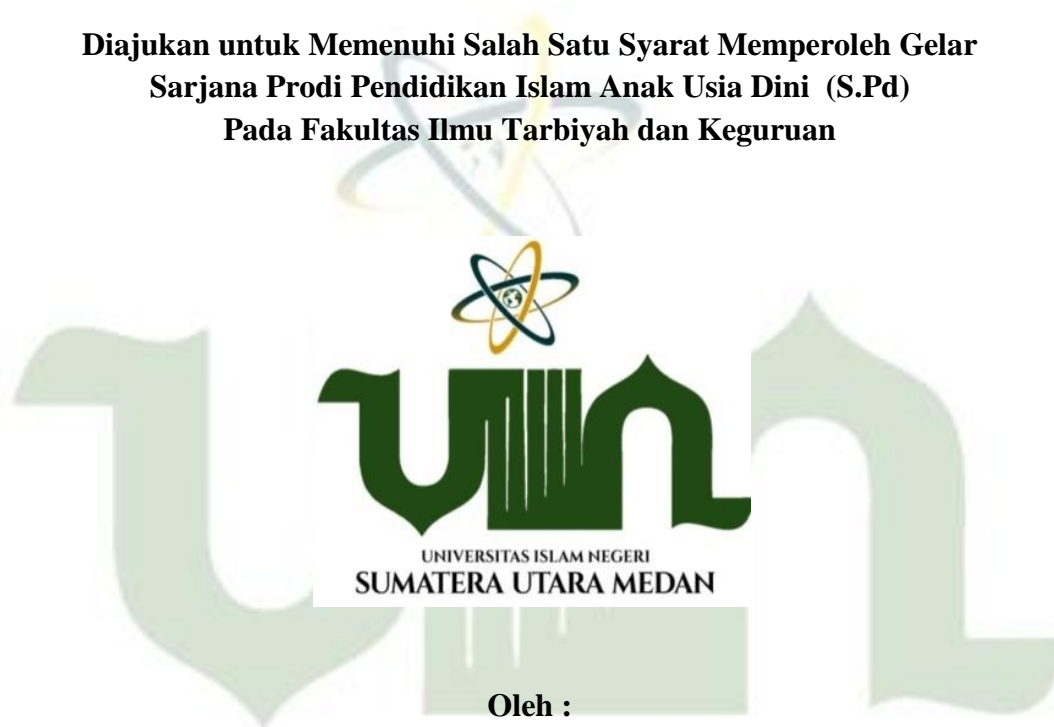 Diajukan untuk Memenuhi Salah Satu Syarat Memperoleh Gelar
Sarjana Prodi Pendidikan Islam Anak Usia Dini (S.Pd)
Pada Fakultas Ilmu Tarbiyah dan Keguruan
uin
UNIVERSITAS ISLAM NEGERI
SUMATERA UTARA MEDAN
Oleh :